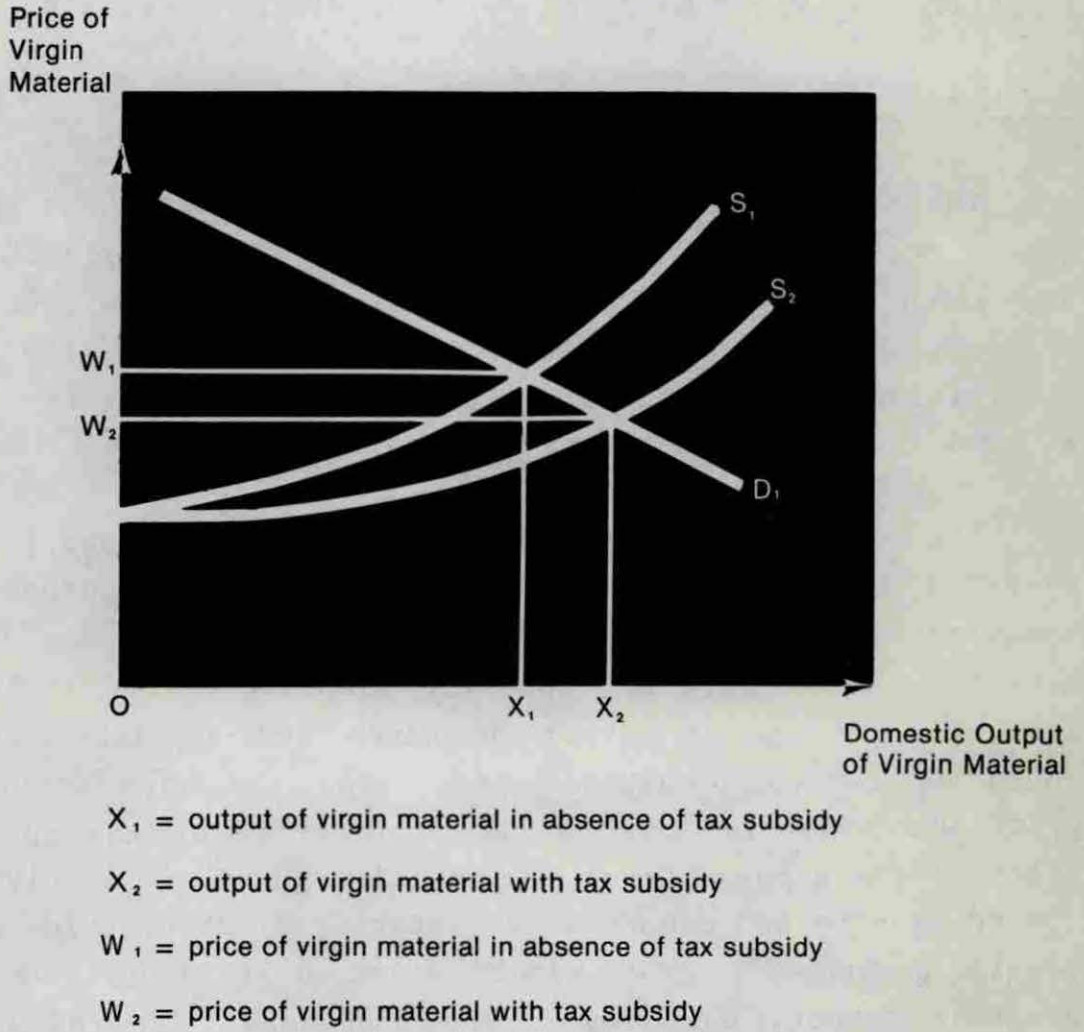 Price of
Virgin
Material
S₁
S₂
W₁
W₂
D₁
O
X₁ X₂
Domestic Output
of Virgin Material
X₁ = output of virgin material in absence of tax subsidy
X₂ = output of virgin material with tax subsidy
W₁ = price of virgin material in absence of tax subsidy
W₂ = price of virgin material with tax subsidy